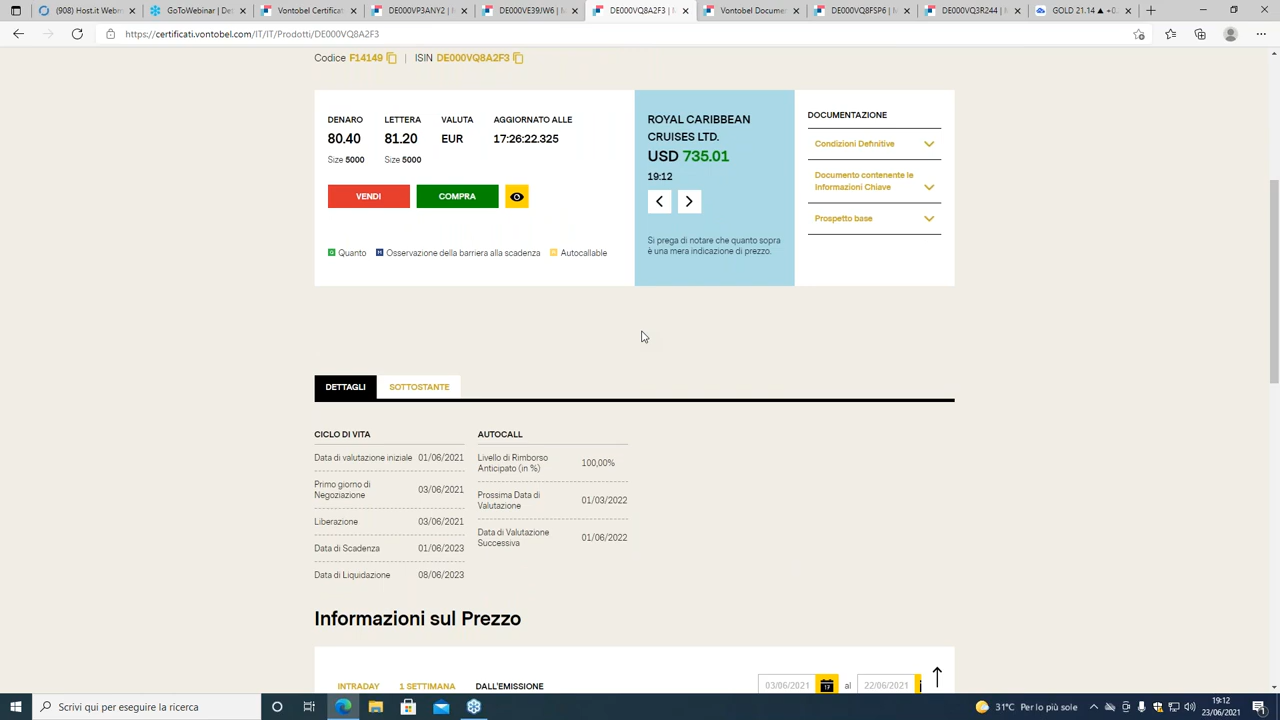 (908) Host.it Webma
GoToWebinar | Det
Vontobel Certificat
DE000VP3ANY2 | M
DE000VE39JW6 | M
DE000VQ8A2F3 | M
Vontobel Documen
DE000VQ8FSP6 | M
DE000VQ3R244 | M
GOLD 21.14 ▲ +0.
https://certificati.vontobel.com/IT/IT/Prodotti/DE000VQ8A2F3
Codice F14149 | ISIN DE000VQ8A2F3
DENARO LETTERA VALUTA AGGIORNATO ALLE
80.40 81.20 EUR 17:26:22.325
Size 5000 Size 5000
VENDI COMPRA
Quanto Osservazione della barriera alla scadenza Autocallable
ROYAL CARIBBEAN
CRUISES LTD.
USD 735.01
19:12
Si prega di notare che quanto sopra
è una mera indicazione di prezzo.
DOCUMENTAZIONE
Condizioni Definitive
Documento contenente le
Informazioni Chiave
Prospetto base
DETTAGLI SOTTOSTANTE
CICLO DI VITA
Data di valutazione iniziale 01/06/2021
Primo giorno di
Negoziazione 03/06/2021
Liberazione 03/06/2021
Data di Scadenza 01/06/2023
Data di Liquidazione 08/06/2023
AUTOCALL
Livello di Rimborso
Anticipato (in %) 100,00%
Prossima Data di
Valutazione 01/03/2022
Data di Valutazione
Successiva 01/06/2022
Informazioni sul Prezzo
INTRADAY 1 SETTIMANA DALL'EMISSIONE
03/06/2021 al 22/06/2021
Scrivi qui per eseguire la ricerca
31°C Per lo più sole
19:12
23/06/2021